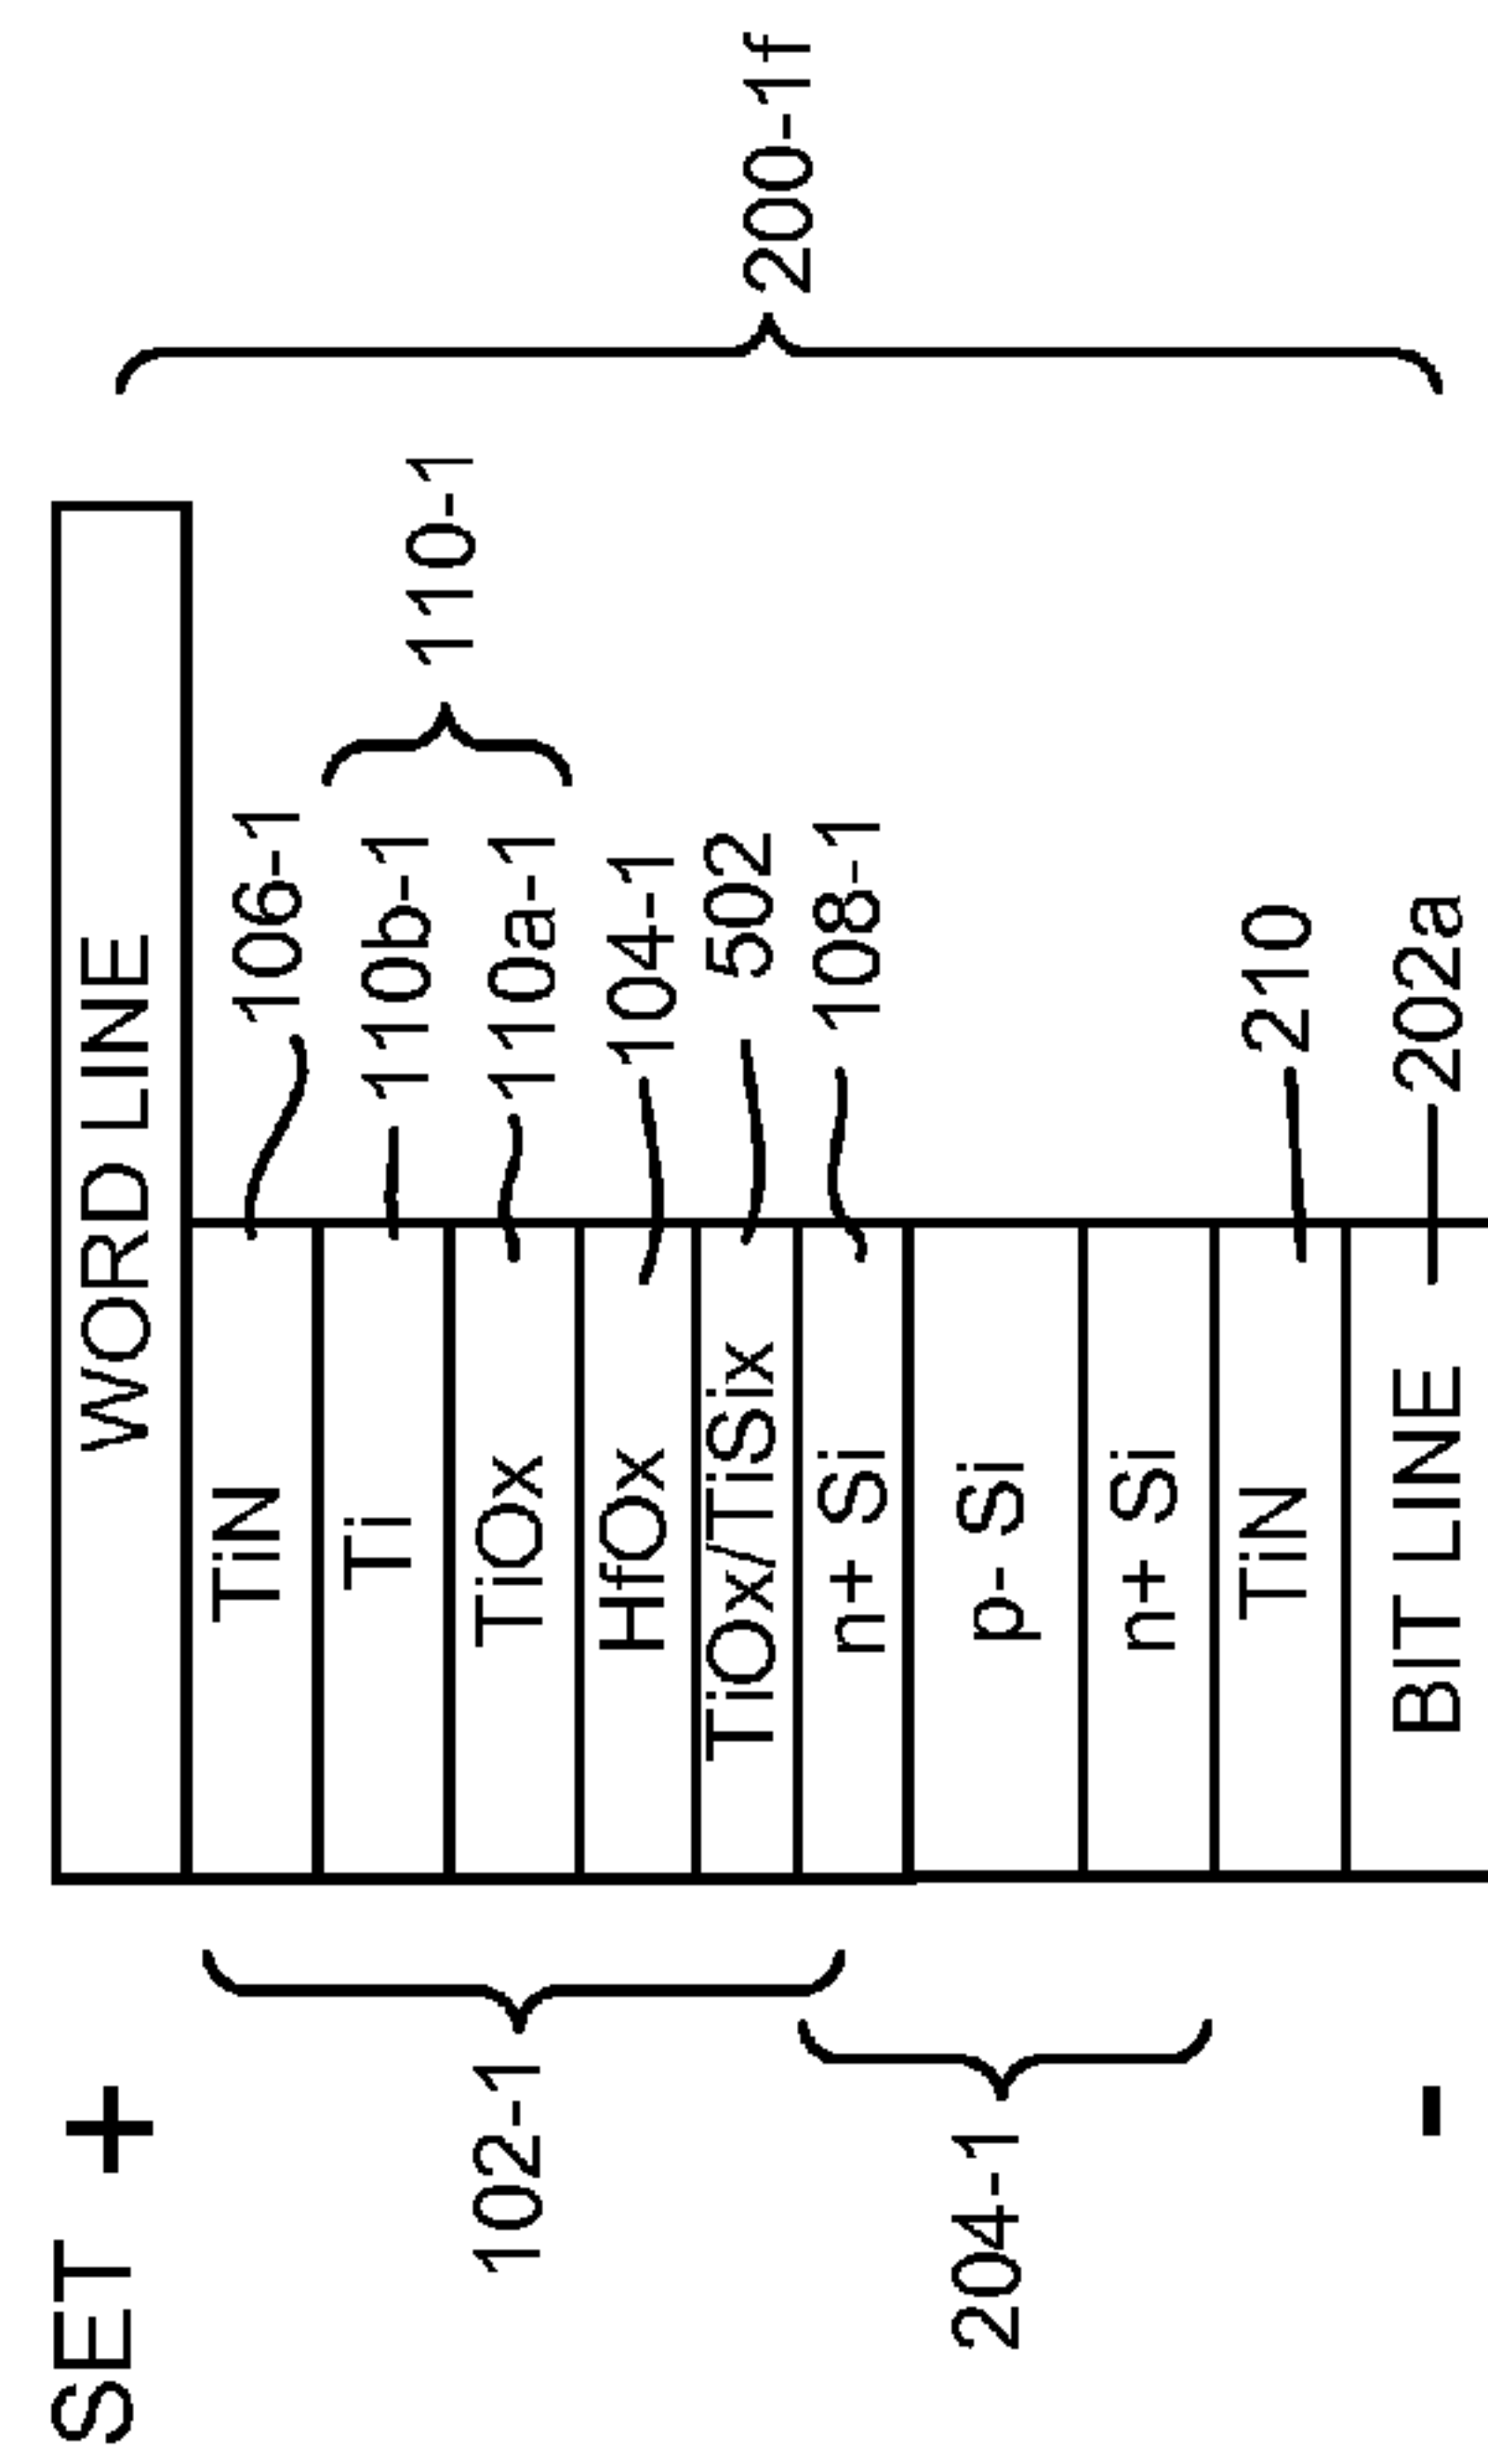 SET +
WORD LINE
TiN
106-1
Ti
110b-1
TiOx
110a-1
110-1
HfOx
104-1
TiOx/TiSix
502
n+ Si
108-1
p- Si
n+ Si
TiN
210
BIT LINE
202a
-
102-1
204-1
200-1f